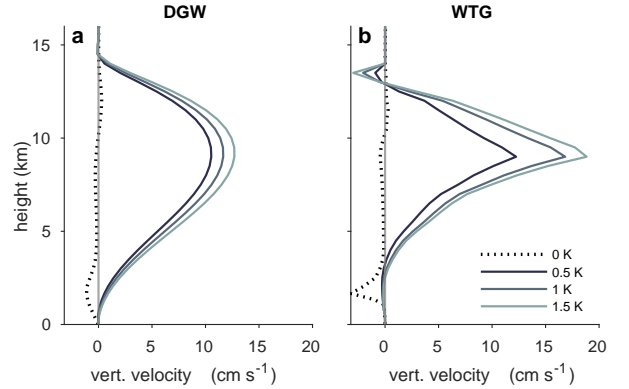 DGW
WTG
a
b
15
10
5
0
height (km)
0 K
0.5 K
1 K
1.5 K
0 5 10 15 20
0 5 10 15 20
vert. velocity (cm s⁻¹)
vert. velocity (cm s⁻¹)